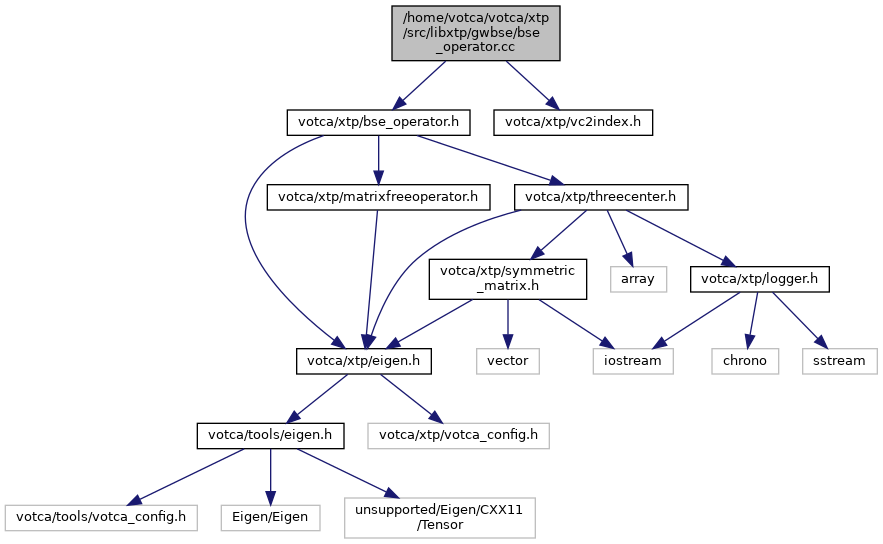 /home/votca/votca/xtp
/src/libxtp/gwbse/bse
_operator.cc
votca/xtp/bse_operator.h
votca/xtp/vc2index.h
votca/xtp/matrixfreeoperator.h
votca/xtp/threecenter.h
votca/xtp/symmetric
_matrix.h
array
votca/xtp/logger.h
votca/xtp/eigen.h
vector
iostream
chrono
sstream
votca/tools/eigen.h
votca/xtp/votca_config.h
votca/tools/votca_config.h
Eigen/Eigen
unsupported/Eigen/CXX11
/Tensor